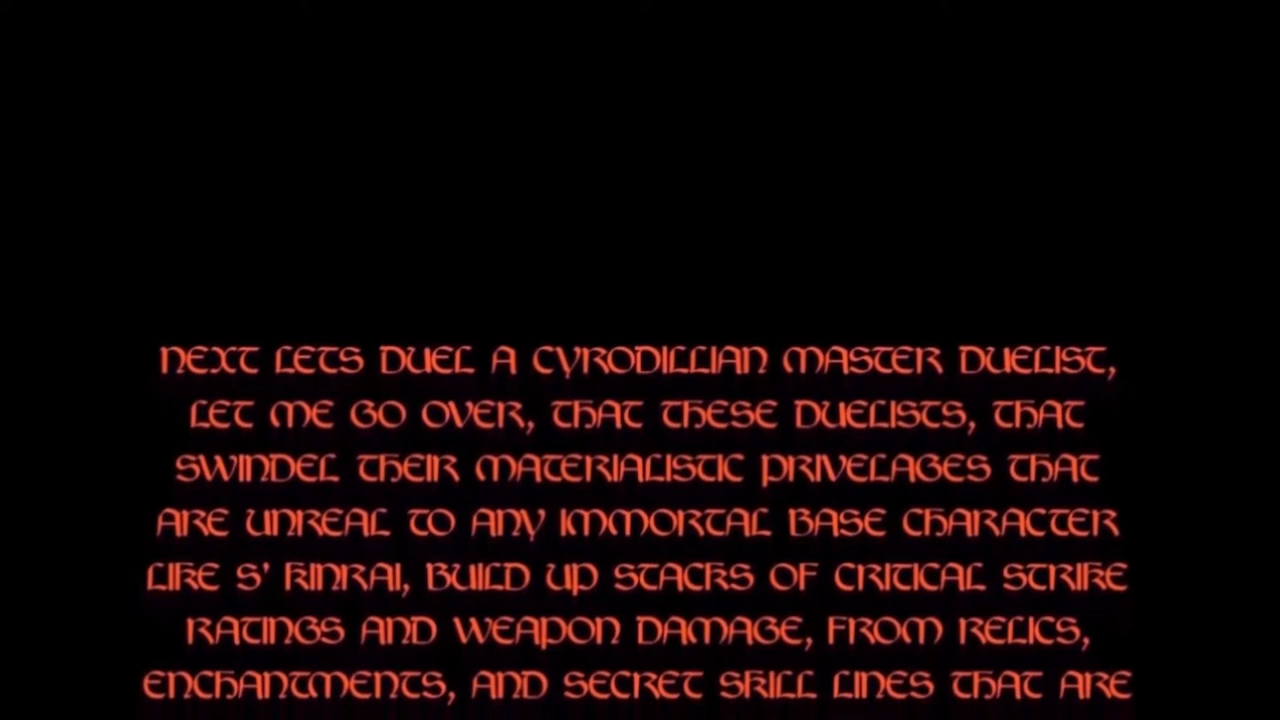 NEXT LETS DUEL A CYRODILLIAN MASTER DUELIST,
LET ME GO OVER, THAT THESE DUELISTS, THAT
SWINDEL THEIR MATERIALISTIC PRIVELAGES THAT
ARE UNREAL TO ANY IMMORTAL BASE CHARACTER
LIKE S' KINRAI, BUILD UP STACKS OF CRITICAL STRIKE
RATINGS AND WEAPON DAMAGE, FROM RELICS,
ENCHANTMENTS, AND SECRET SKILL LINES THAT ARE